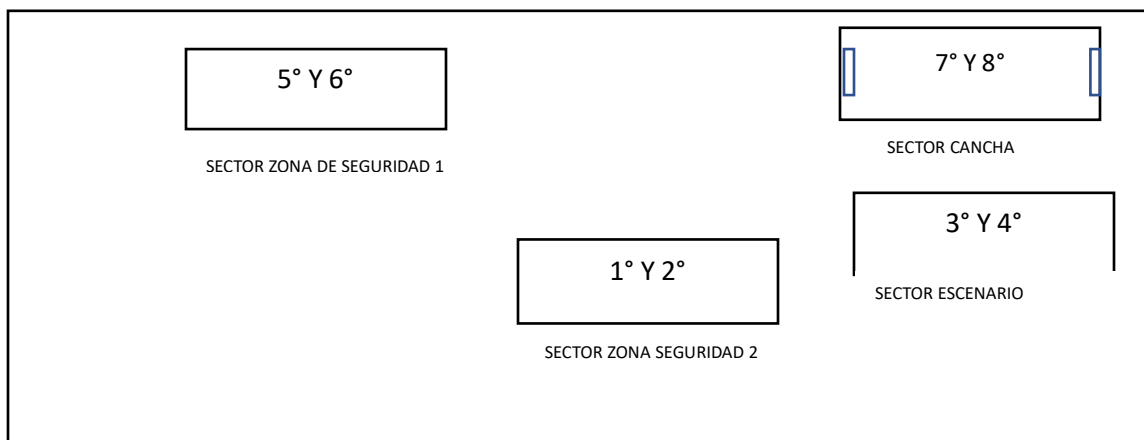 5° Y 6°
SECTOR ZONA DE SEGURIDAD 1
7° Y 8°
SECTOR CANCHA
3° Y 4°
SECTOR ESCENARIO
1° Y 2°
SECTOR ZONA SEGURIDAD 2